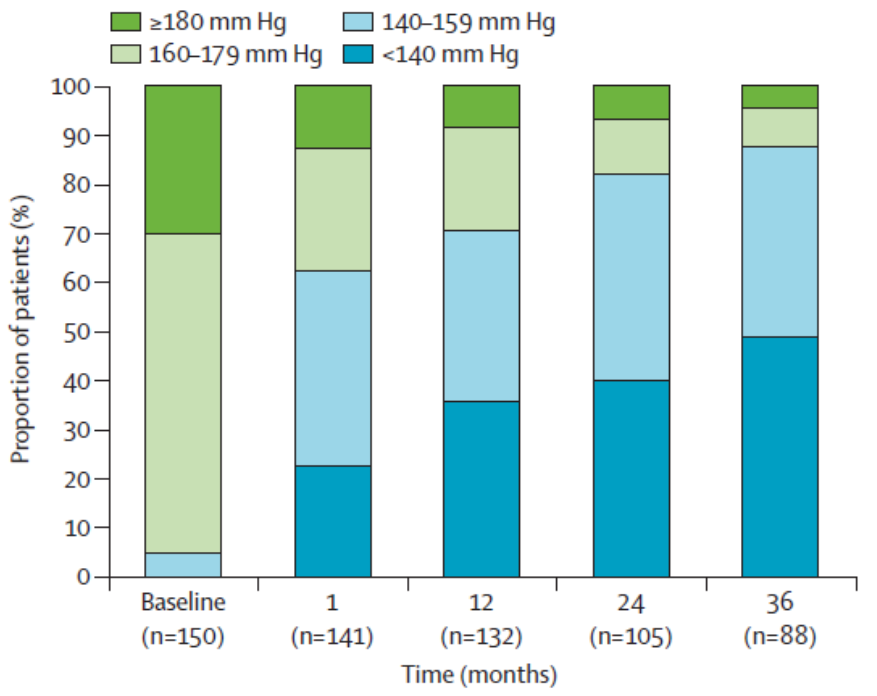 ≥180 mm Hg 140–159 mm Hg
160–179 mm Hg <140 mm Hg
Proportion of patients (%)
100
90
80
70
60
50
40
30
20
10
0
Baseline 1 12 24 36
(n=150) (n=141) (n=132) (n=105) (n=88)
Time (months)